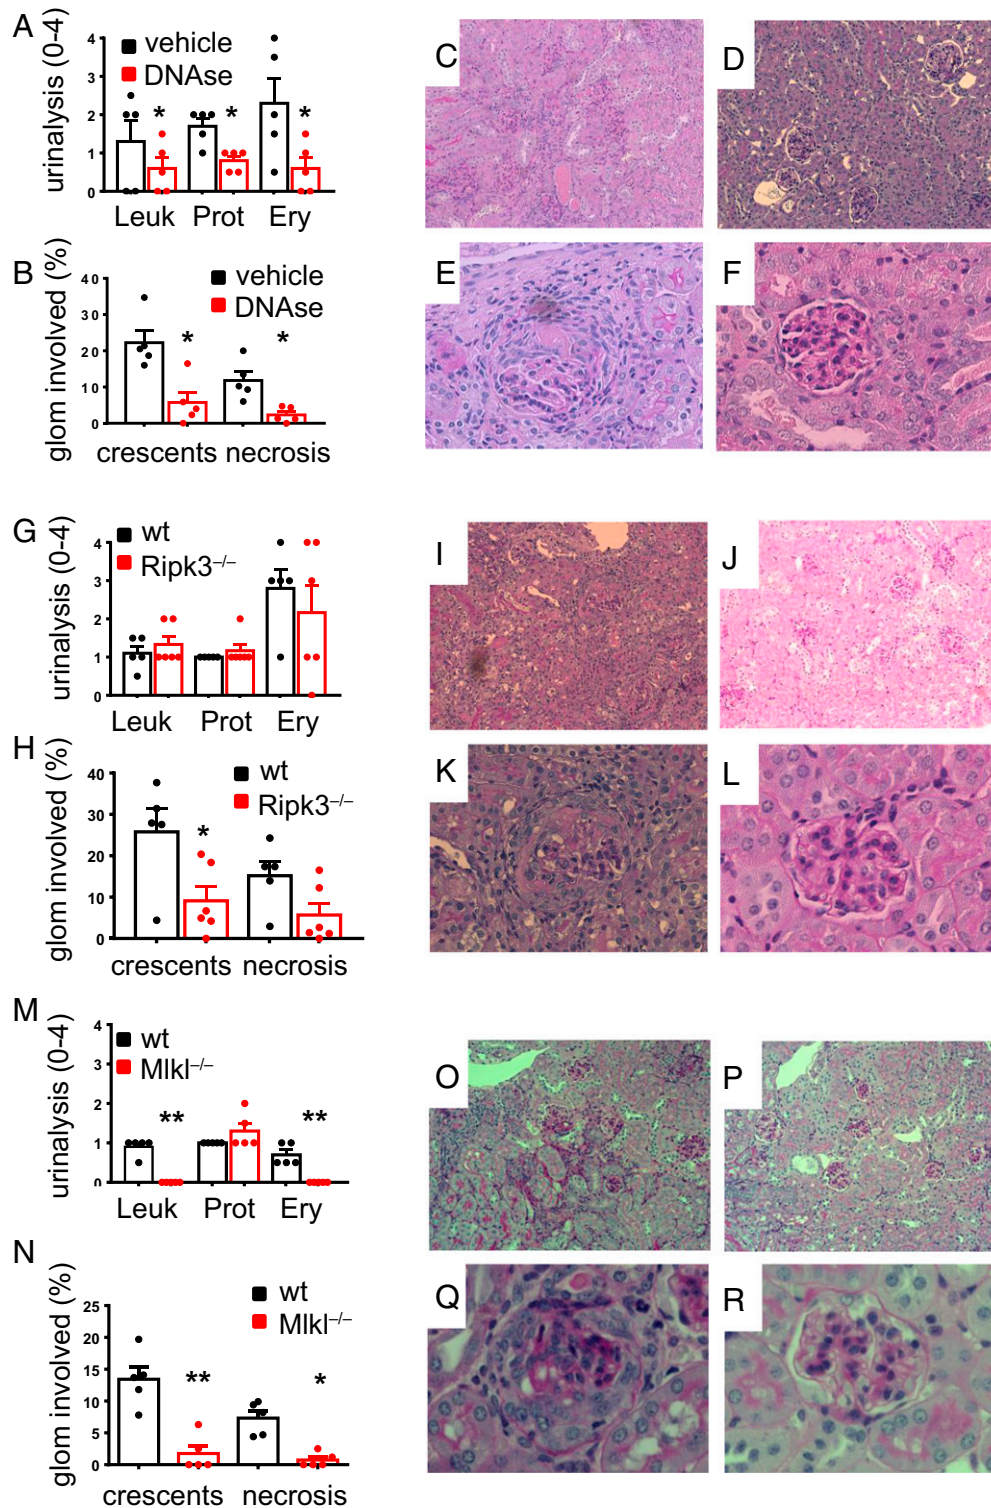 A
urinalysis (0-4)
4
3
2
1
0
vehicle
DNAse
*
*
*
Leuk Prot Ery
B
glom involved (%)
40
30
20
10
0
vehicle
DNAse
*
*
crescents necrosis
C
D
E
F
G
urinalysis (0-4)
4
3
2
1
0
wt
Ripk3–/–
Leuk Prot Ery
H
glom involved (%)
40
30
20
10
0
wt
Ripk3–/–
*
crescents necrosis
I
J
K
L
M
urinalysis (0-4)
4
3
2
1
0
wt
Mlkl–/–
**
**
Leuk Prot Ery
N
glom involved (%)
25
20
15
10
5
0
wt
Mlkl–/–
**
*
crescents necrosis
O
P
Q
R